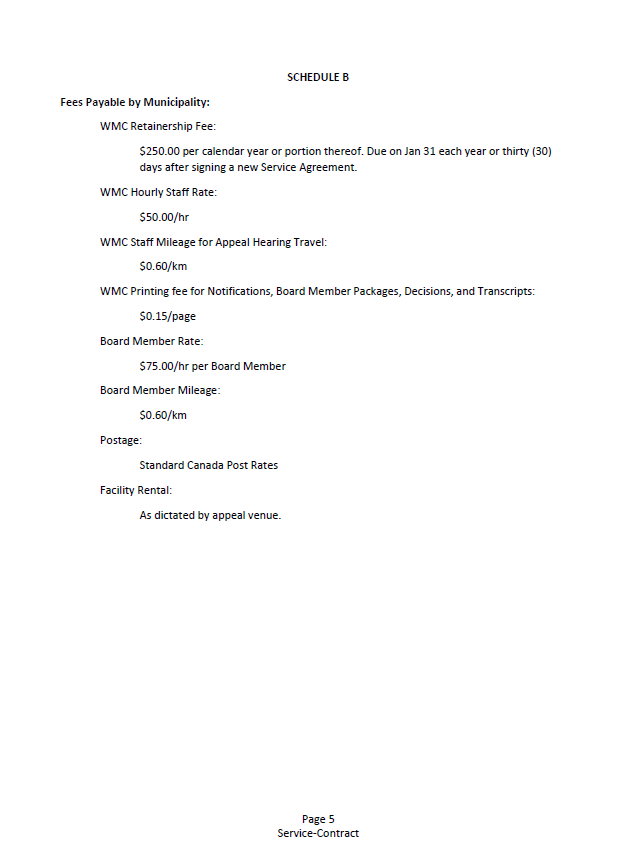 SCHEDULE B
Fees Payable by Municipality:
WMC Retainership Fee:
$250.00 per calendar year or portion thereof. Due on Jan 31 each year or thirty (30)
days after signing a new Service Agreement.
WMC Hourly Staff Rate:
$50.00/hr
WMC Staff Mileage for Appeal Hearing Travel:
$0.60/km
WMC Printing fee for Notifications, Board Member Packages, Decisions, and Transcripts:
$0.15/page
Board Member Rate:
$75.00/hr per Board Member
Board Member Mileage:
$0.60/km
Postage:
Standard Canada Post Rates
Facility Rental:
As dictated by appeal venue.
Page 5
Service-Contract